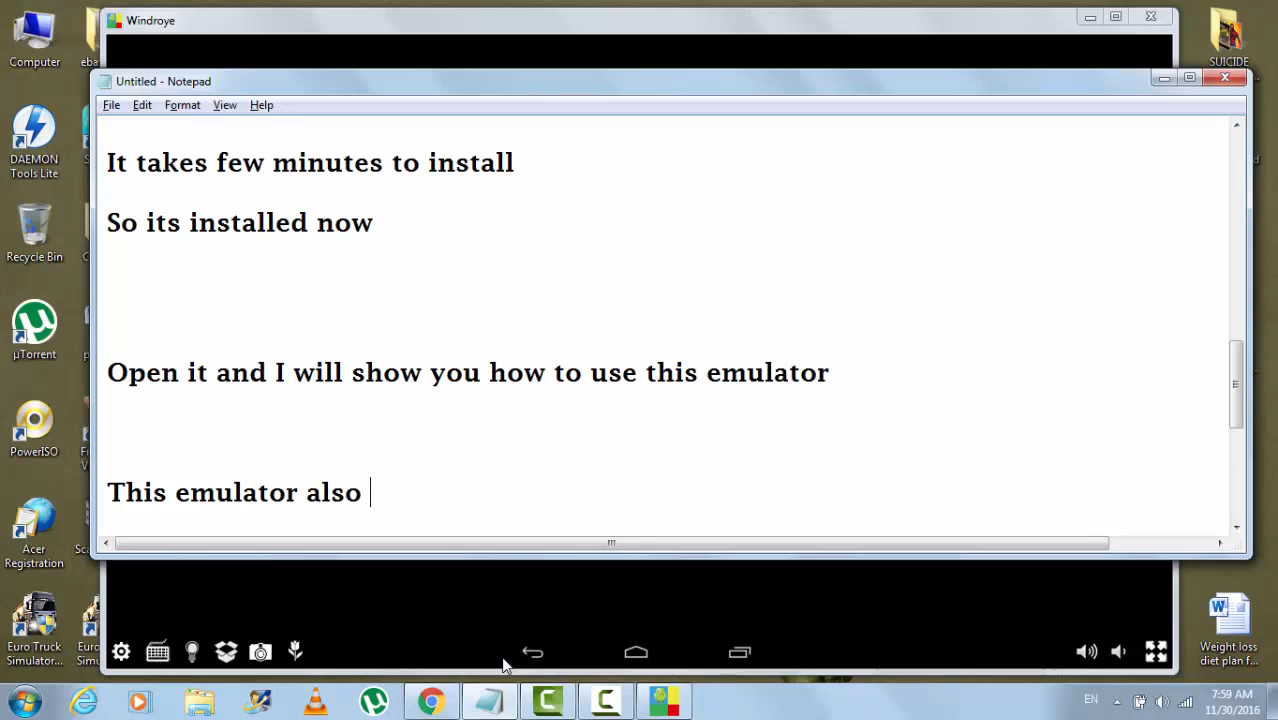 Windroye
Computer
eba
SUICIDE
Untitled - Notepad
File Edit Format View Help
It takes few minutes to install
So its installed now
Open it and I will show you how to use this emulator
This emulator also
DAEMON
Tools Lite
Recycle Bin
µTorrent
PowerISO
Acer
Registration
Euro Truck
Simulator...
Weight loss
diet plan f...
EN
7:59 AM
11/30/2016